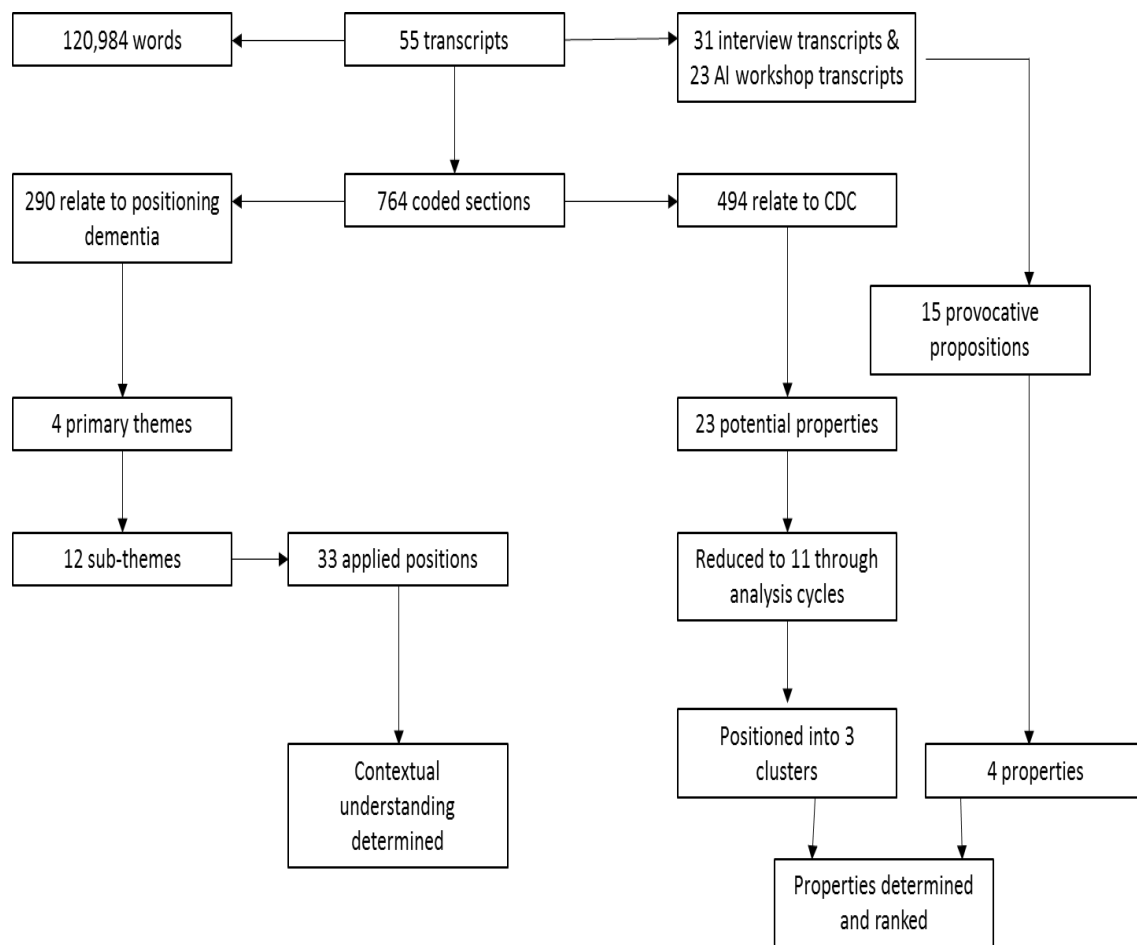 120,984 words
55 transcripts
31 interview transcripts &
23 AI workshop transcripts
290 relate to positioning
dementia
764 coded sections
494 relate to CDC
15 provocative
propositions
4 primary themes
23 potential properties
12 sub-themes
33 applied positions
Reduced to 11 through
analysis cycles
Contextual
understanding
determined
Positioned into 3
clusters
4 properties
Properties determined
and ranked